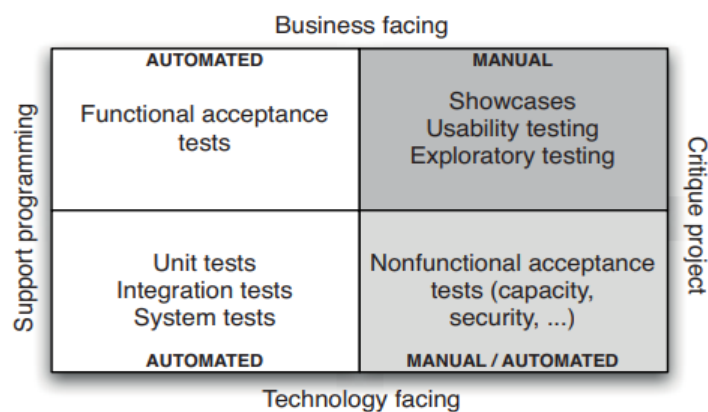 Business facing
AUTOMATED
Functional acceptance
tests
MANUAL
Showcases
Usability testing
Exploratory testing
Support programming
Critique project
Unit tests
Integration tests
System tests
AUTOMATED
Nonfunctional acceptance
tests (capacity,
security, ...)
MANUAL / AUTOMATED
Technology facing